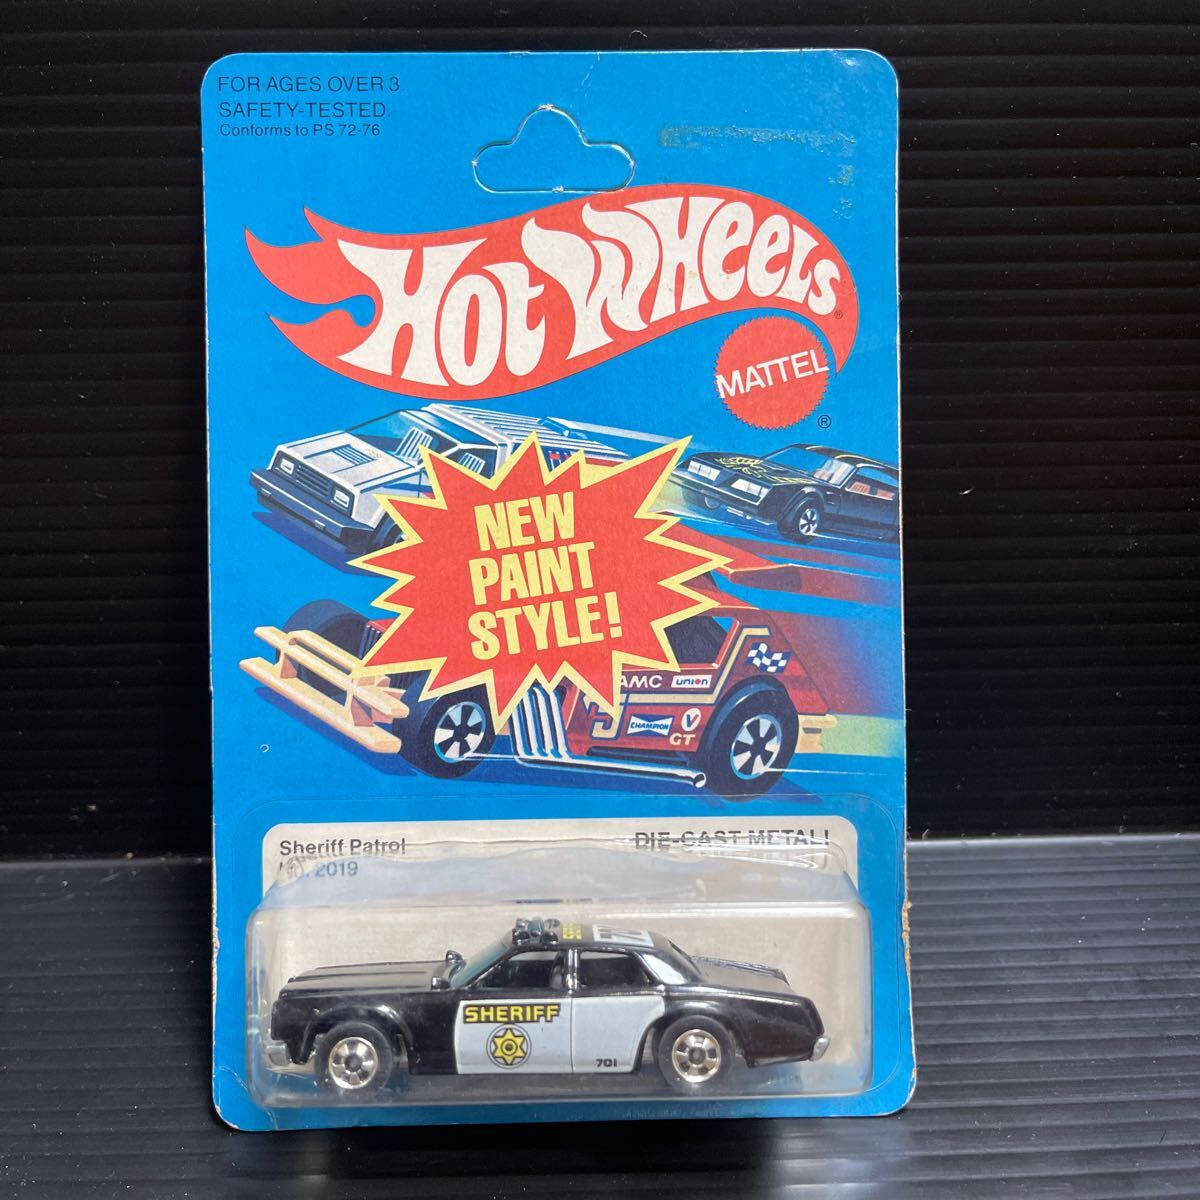 FOR AGES OVER 3.
SAFETY-TESTED.
Conforms to PS 72-76
HOT WHEELS®
MATTEL
®
NEW
PAINT
STYLE!
AMC
union
CHAMPION
V
GT
Sheriff Patrol
2019
DIE-CAST METAL!
SHERIFF
701